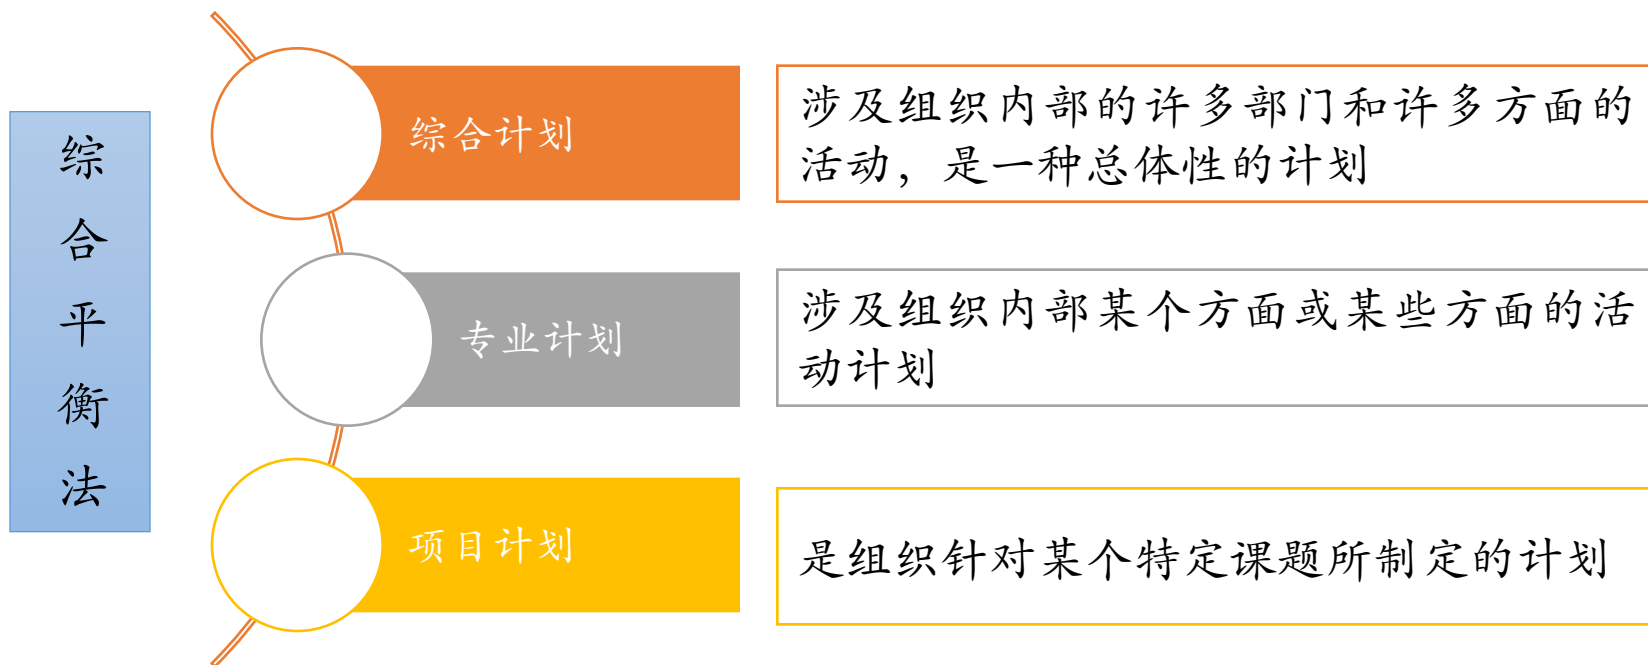 综合平衡法
综合计划
涉及组织内部的许多部门和许多方面的
活动，是一种总体性的计划
专业计划
涉及组织内部某个方面或某些方面的活
动计划
项目计划
是组织针对某个特定课题所制定的计划